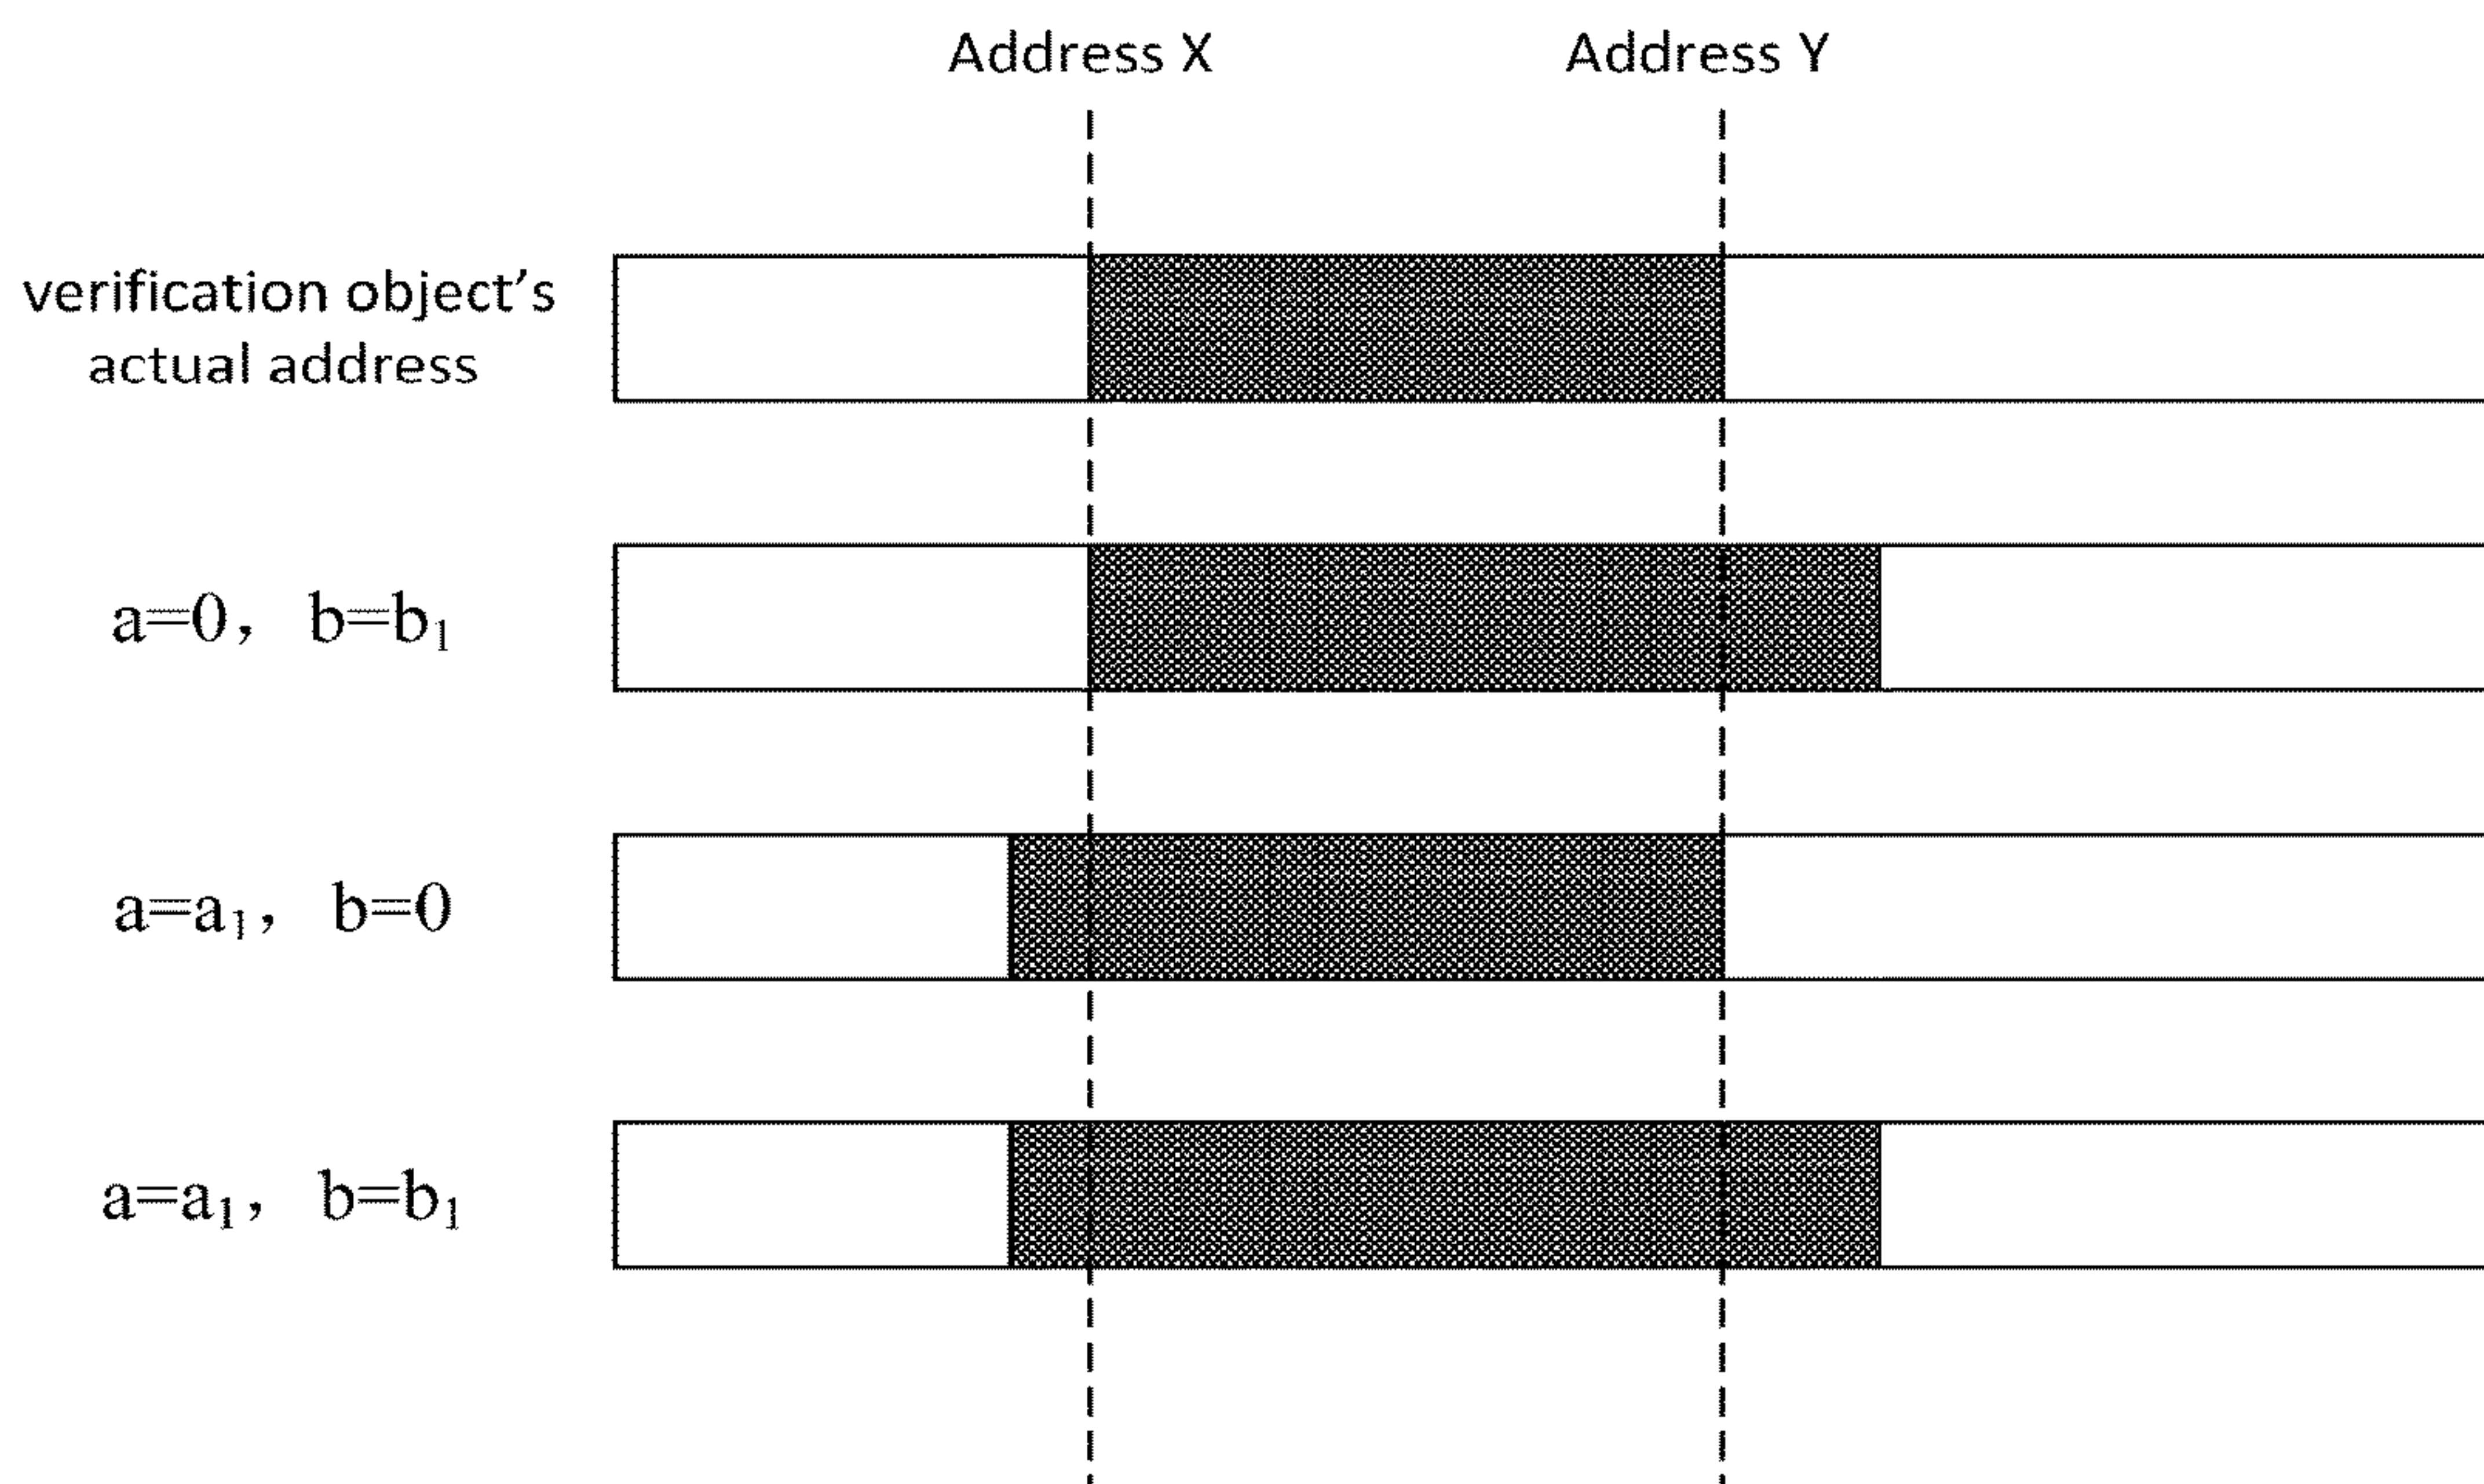 Address X Address Y
verification object's
actual address
a=0, b=b₁
a=a₁, b=0
a=a₁, b=b₁